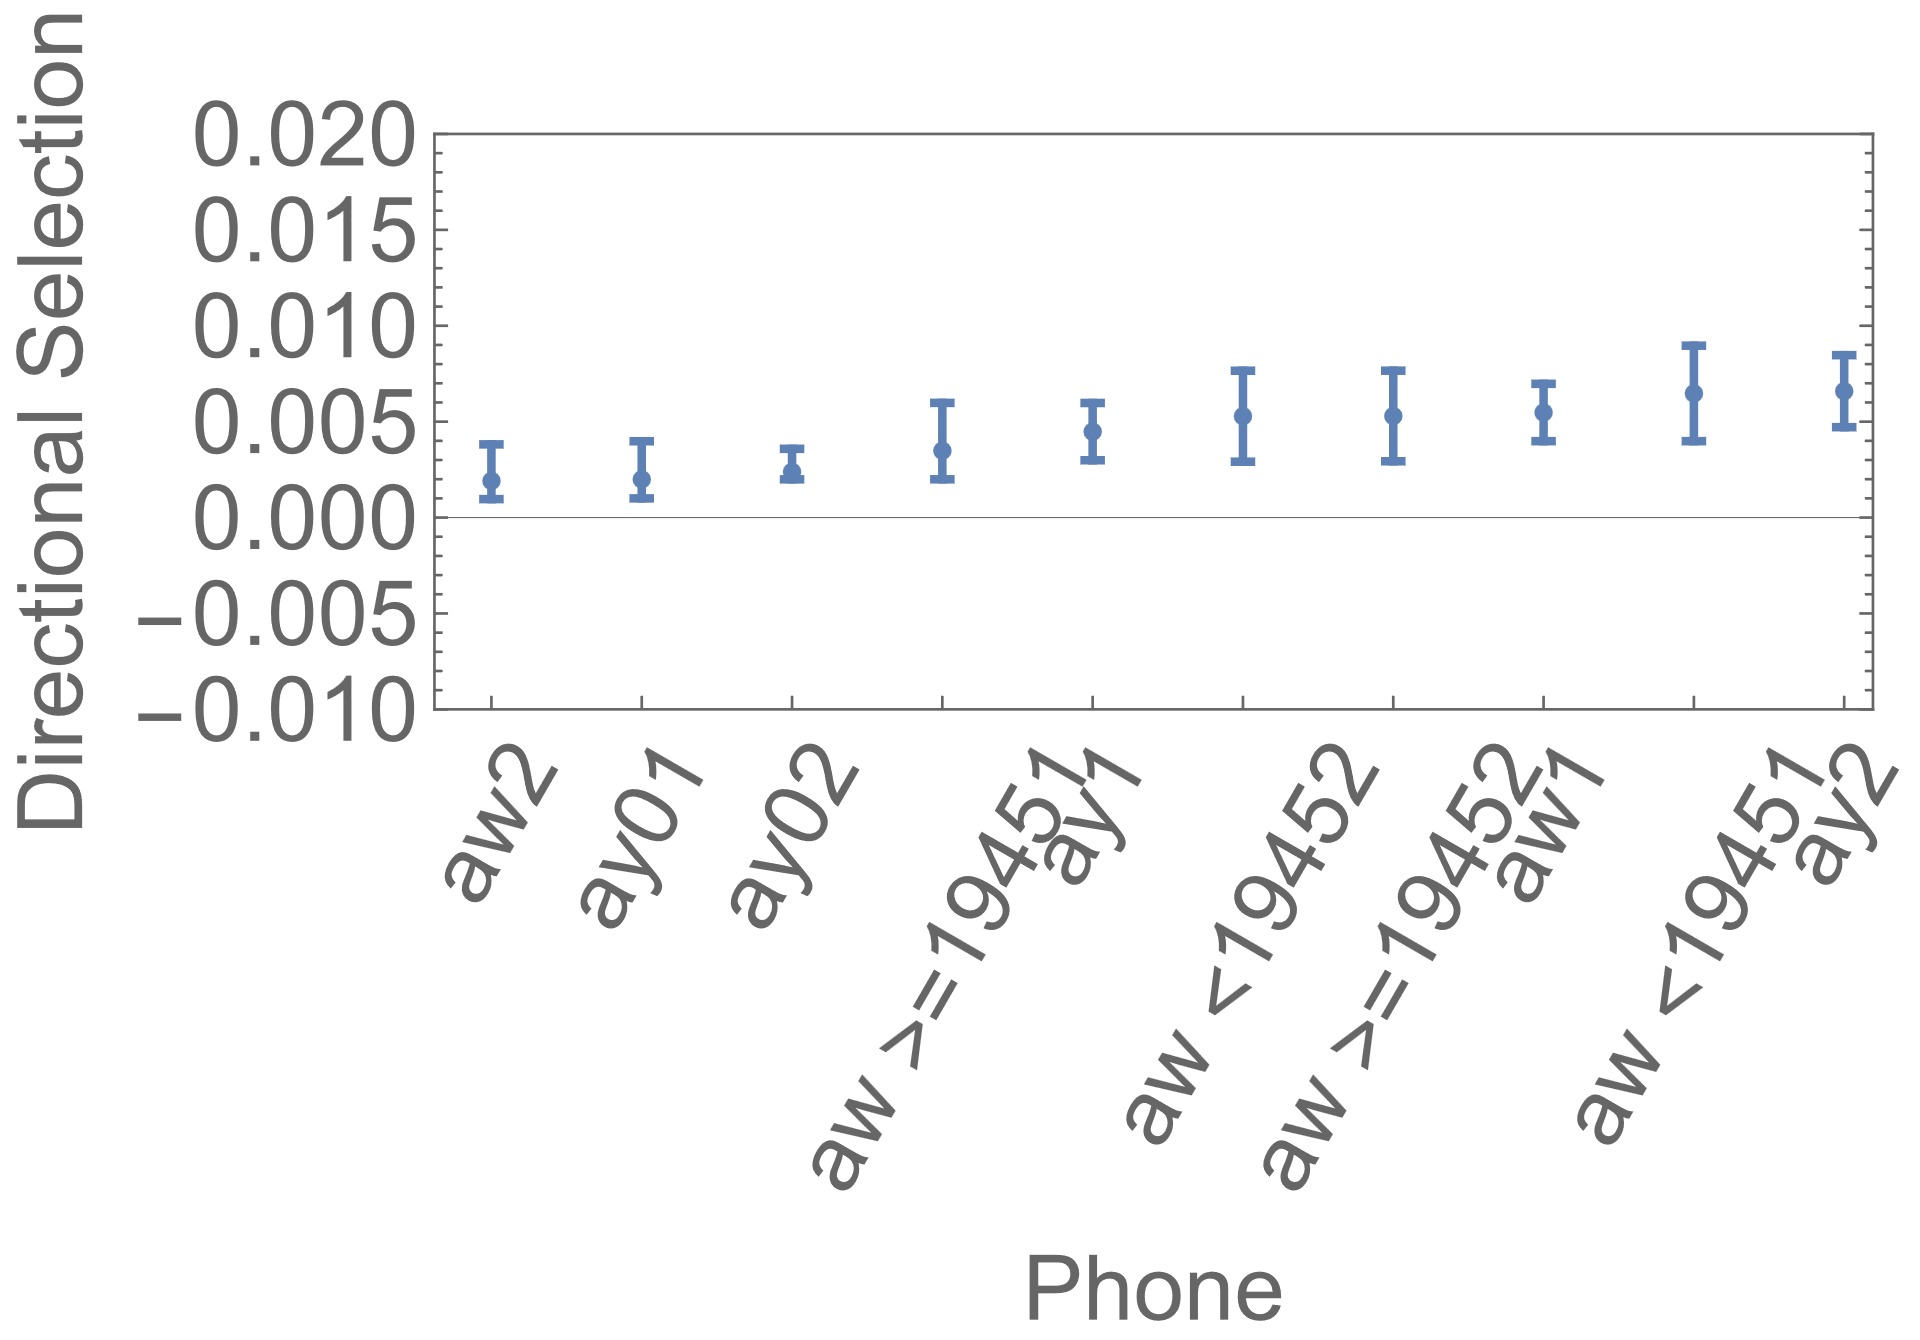 Directional Selection
0.020
0.015
0.010
0.005
0.000
-0.005
-0.010
aw2
ay01
ay02
aw >=19451
ay1
aw <19452
aw >=19452
aw1
aw <19451
ay2
Phone